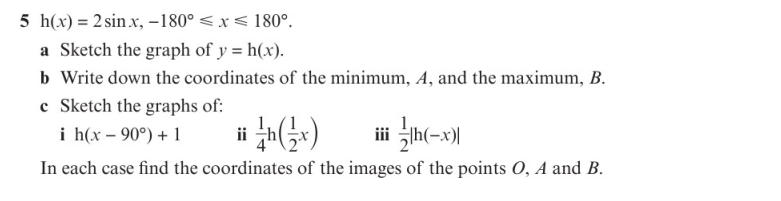 5 h(x) = 2 sin x, −180° ⩽ x ⩽ 180°.
a Sketch the graph of y = h(x).
b Write down the coordinates of the minimum, A, and the maximum, B.
c Sketch the graphs of:
i h(x − 90°) + 1 ii 1/4 h(1/2 x) iii 1/2 |h(−x)|
In each case find the coordinates of the images of the points O, A and B.